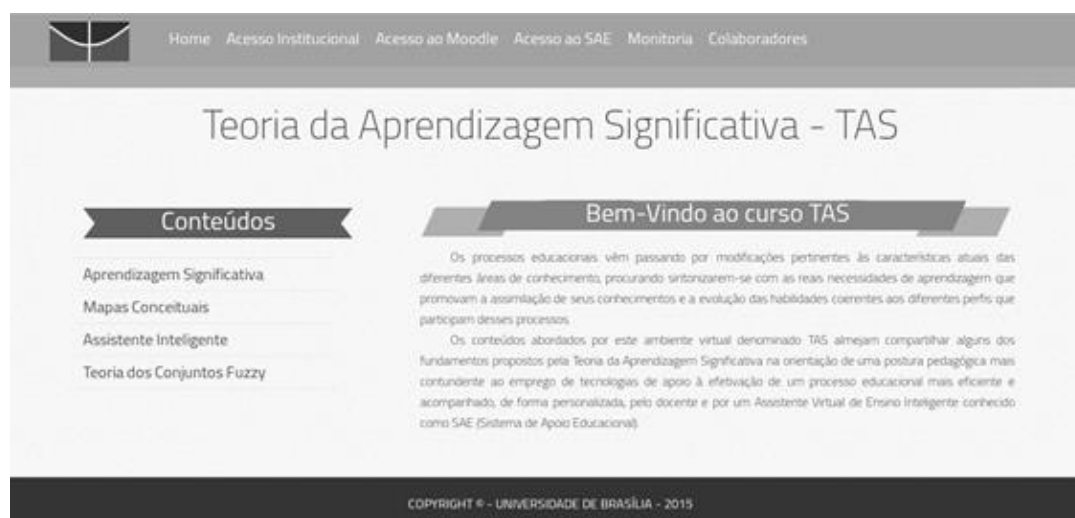 Home Acesso Institucional Acesso ao Moodle Acesso ao SAE Monitoria Colaboradores
Teoria da Aprendizagem Significativa - TAS
Conteúdos
Aprendizagem Significativa
Mapas Conceituais
Assistente Inteligente
Teoria dos Conjuntos Fuzzy
Bem-Vindo ao curso TAS
Os processos educacionais vêm passando por modificações pertinentes às características atuais das
diferentes áreas de conhecimento, procurando sintonizarem-se com as reais necessidades de aprendizagem que
promovam a assimilação de seus conhecimentos e a evolução das habilidades coerentes aos diferentes perfis que
participam desses processos.
Os conteúdos abordados por este ambiente virtual denominado TAS almejam compartilhar alguns dos
fundamentos propostos pela Teoria da Aprendizagem Significativa na orientação de uma postura pedagógica mais
contundente ao emprego de tecnologias de apoio à efetivação de um processo educacional mais eficiente e
acompanhado, de forma personalizada, pelo docente e por um Assistente Virtual de Ensino Inteligente conhecido
como SAE (Sistema de Apoio Educacional).
COPYRIGHT © - UNIVERSIDADE DE BRASÍLIA - 2015